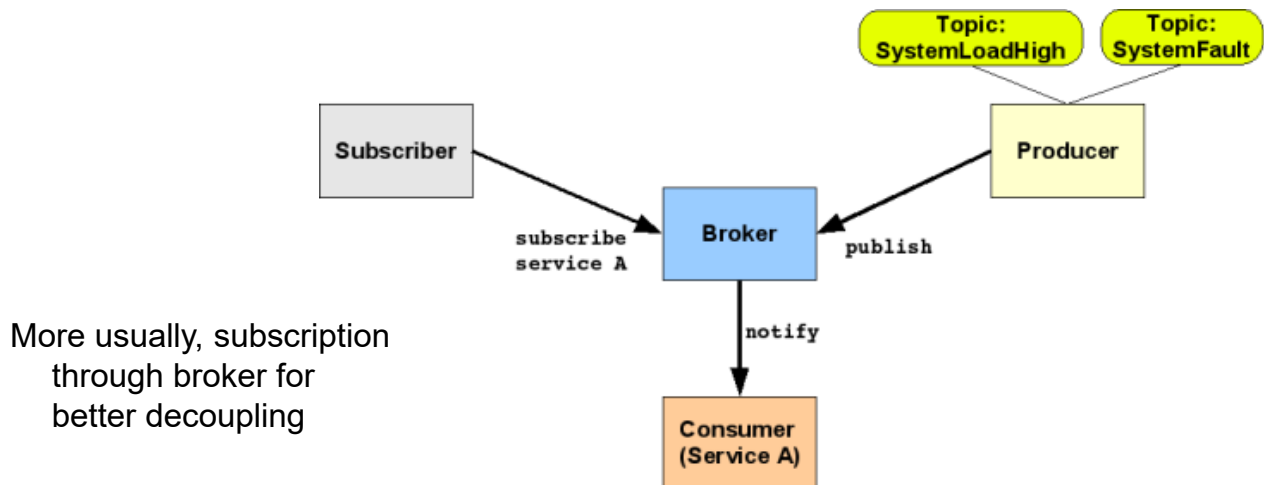 Topic:
SystemLoadHigh
Topic:
SystemFault
Subscriber
Producer
Broker
subscribe
service A
publish
notify
More usually, subscription
through broker for
better decoupling
Consumer
(Service A)